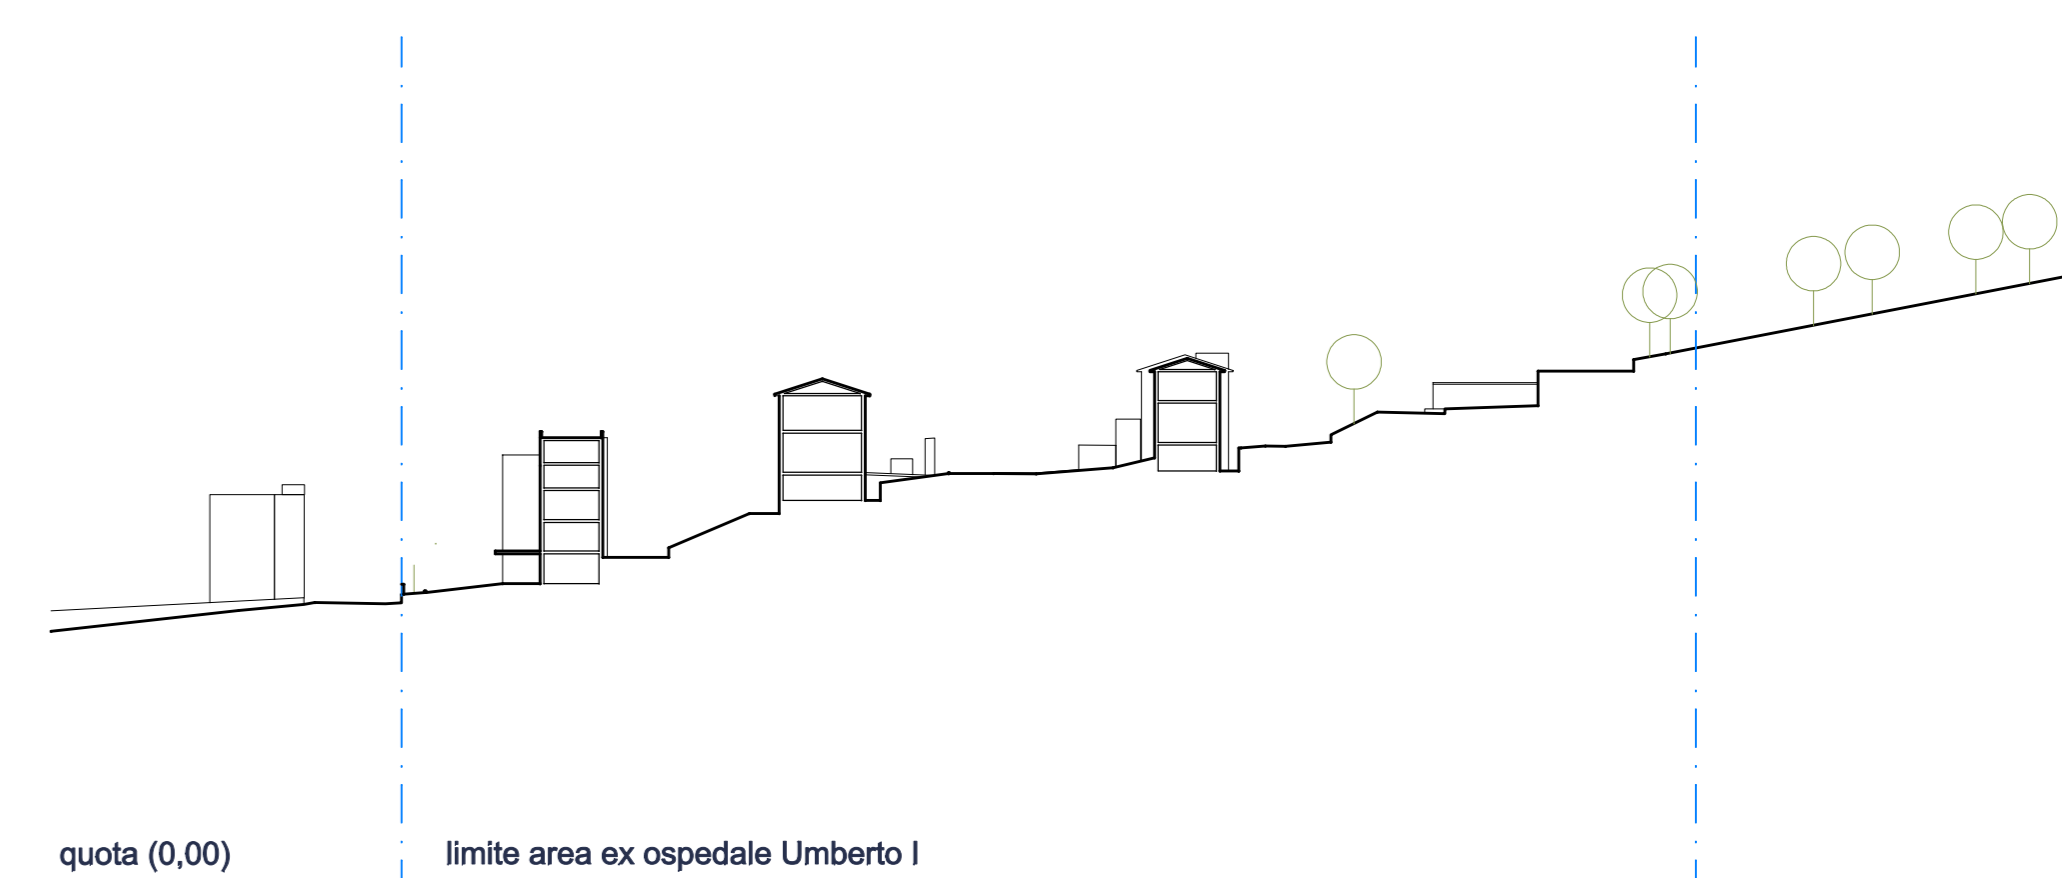 quota (0,00)
limite area ex ospedale Umberto I